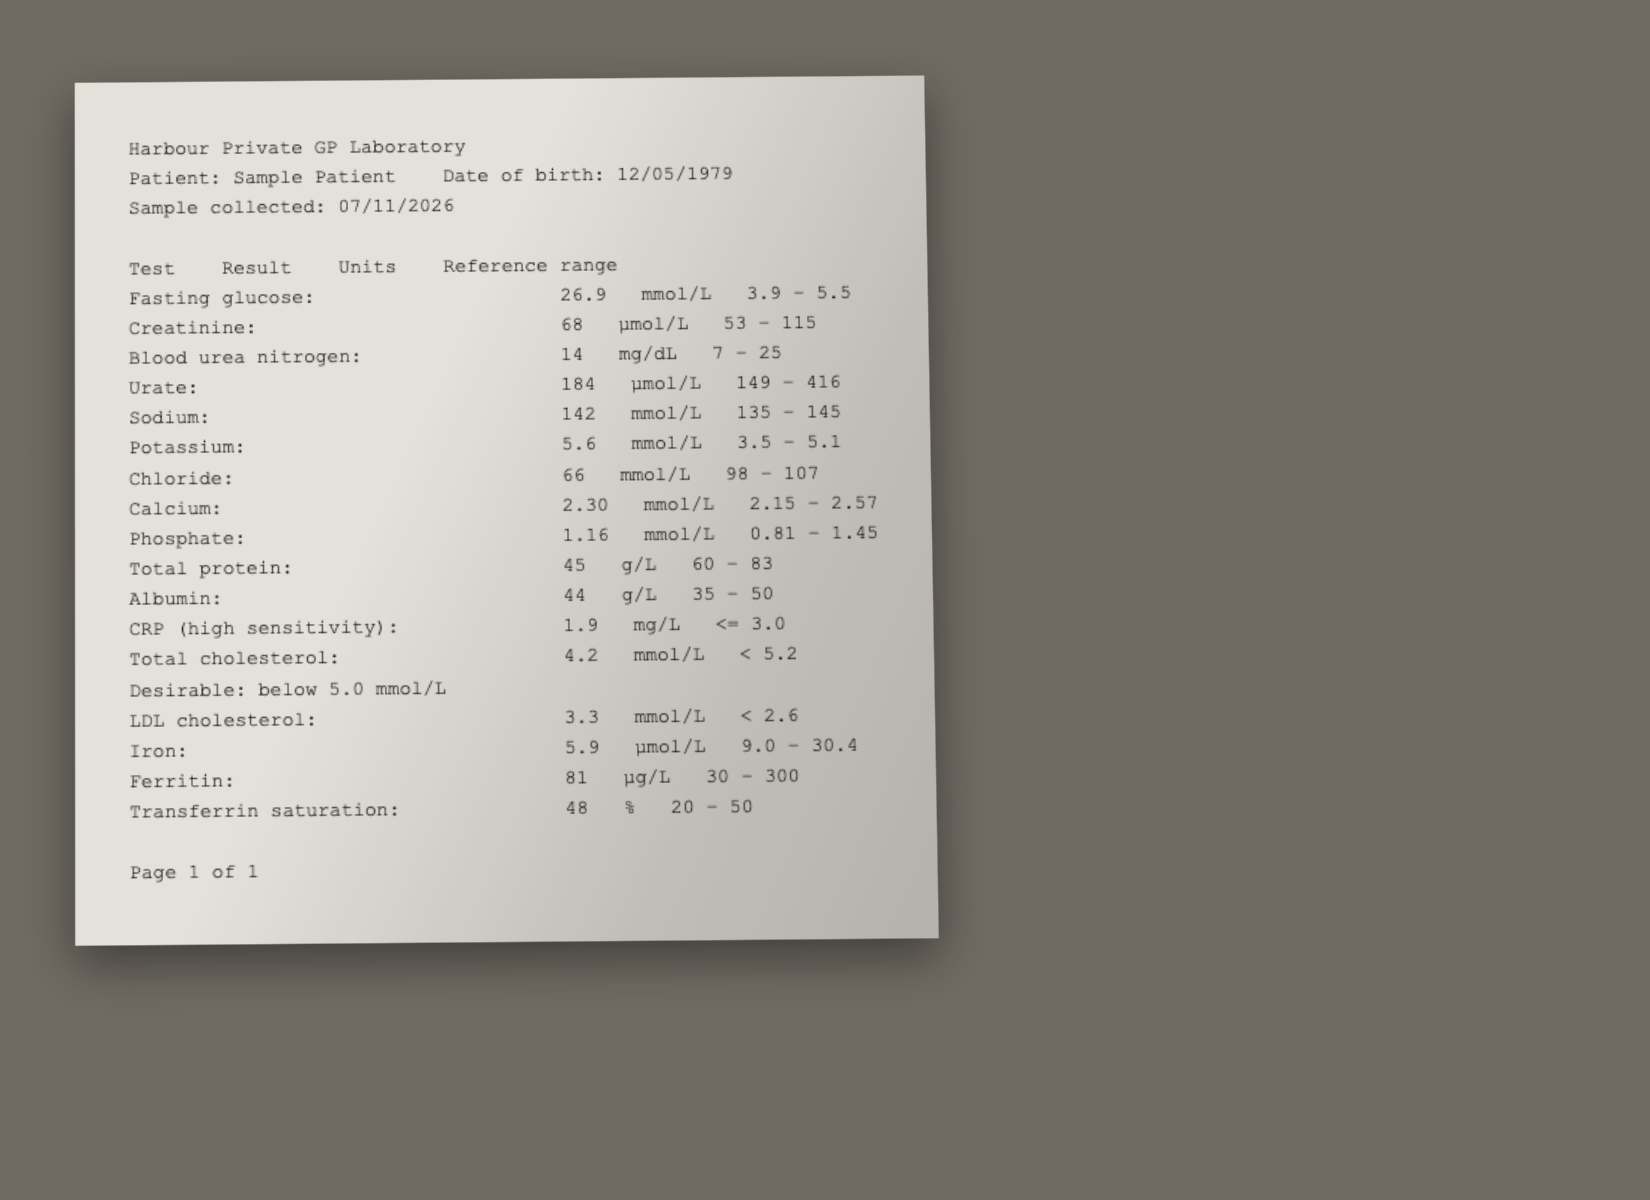 Harbour Private GP Laboratory
Patient: Sample Patient    Date of birth: 12/05/1979
Sample collected: 07/11/2026
Test    Result    Units    Reference range
Fasting glucose: 26.9 mmol/L 3.9 – 5.5
Creatinine: 68 µmol/L 53 – 115
Blood urea nitrogen: 14 mg/dL 7 – 25
Urate: 184 µmol/L 149 – 416
Sodium: 142 mmol/L 135 – 145
Potassium: 5.6 mmol/L 3.5 – 5.1
Chloride: 66 mmol/L 98 – 107
Calcium: 2.30 mmol/L 2.15 – 2.57
Phosphate: 1.16 mmol/L 0.81 – 1.45
Total protein: 45 g/L 60 – 83
Albumin: 44 g/L 35 – 50
CRP (high sensitivity): 1.9 mg/L <= 3.0
Total cholesterol: 4.2 mmol/L < 5.2
Desirable: below 5.0 mmol/L
LDL cholesterol: 3.3 mmol/L < 2.6
Iron: 5.9 µmol/L 9.0 – 30.4
Ferritin: 81 µg/L 30 – 300
Transferrin saturation: 48 % 20 – 50
Page 1 of 1